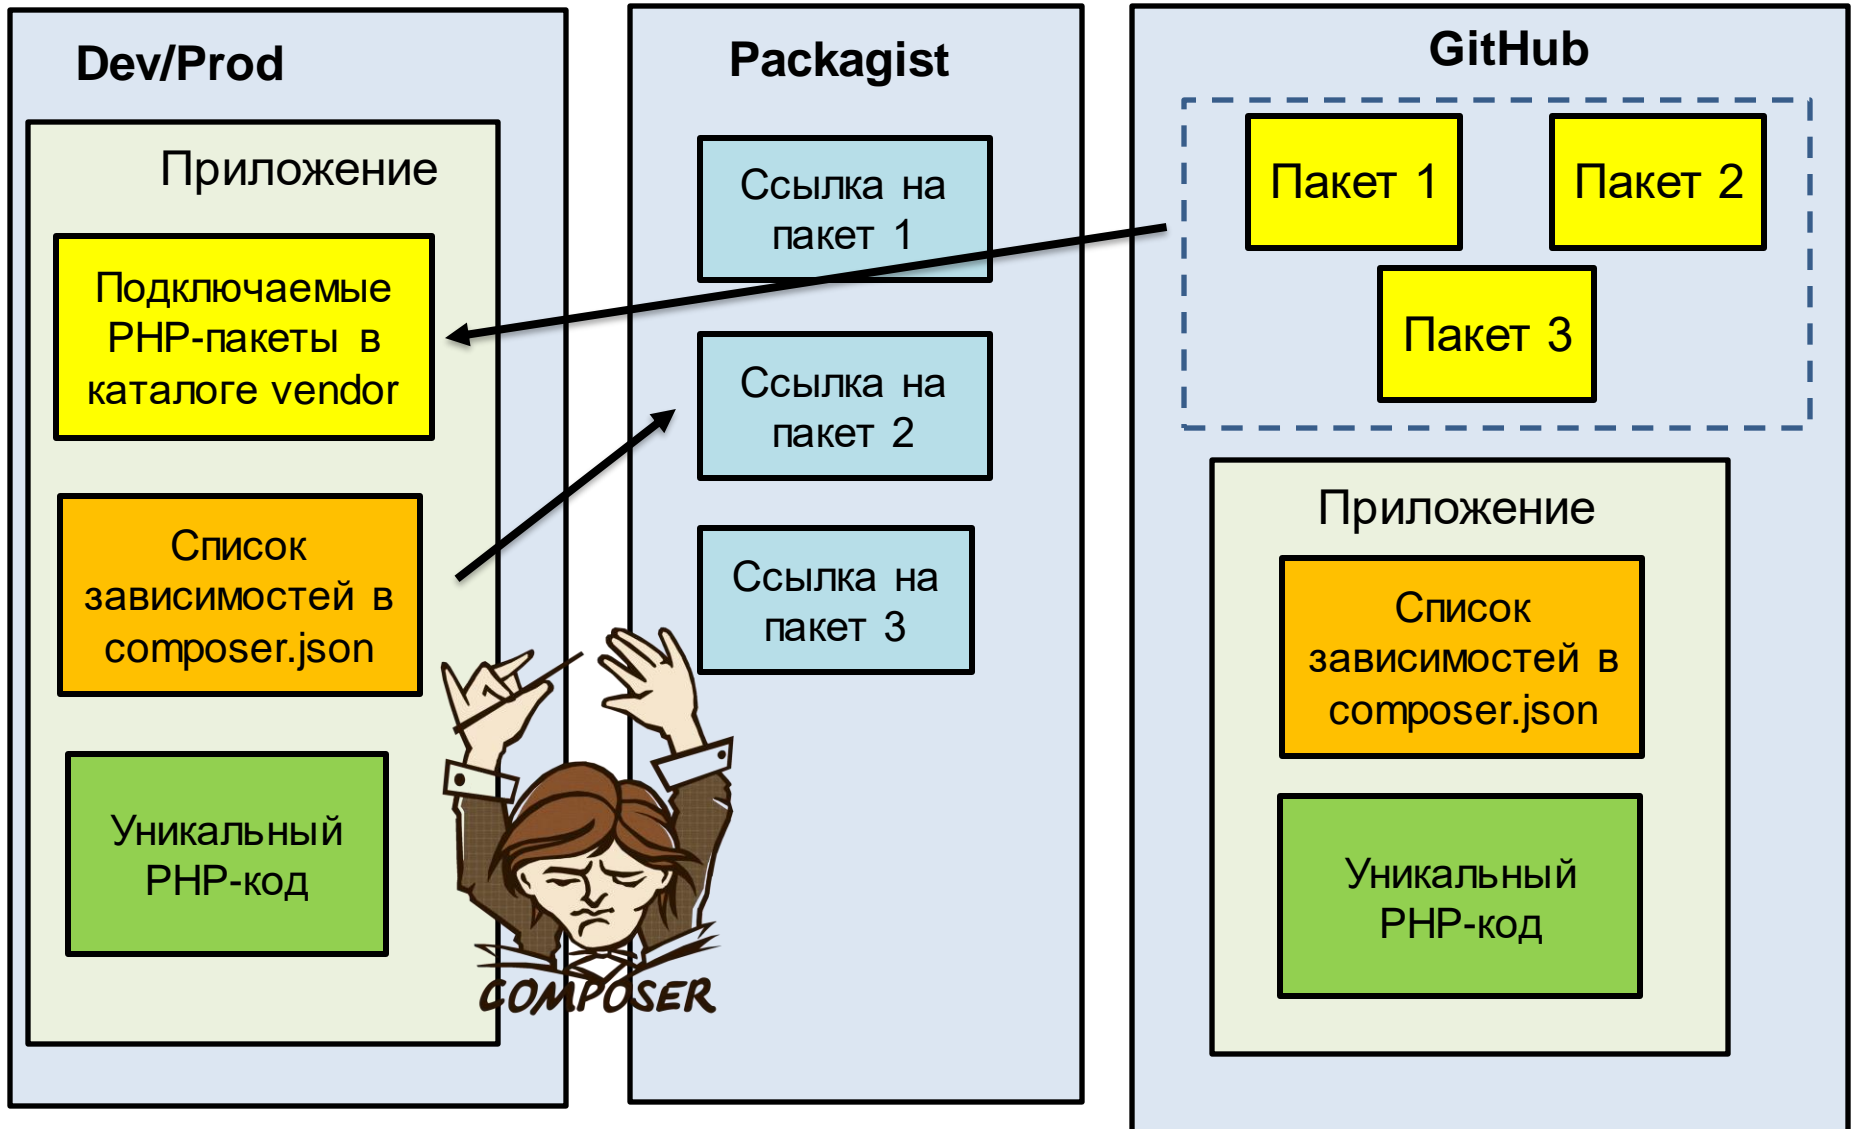 Dev/Prod
Приложение
Подключаемые
PHP-пакеты в
каталоге vendor
Список
зависимостей в
composer.json
Уникальный
PHP-код
Packagist
Ссылка на
пакет 1
Ссылка на
пакет 2
Ссылка на
пакет 3
COMPOSER
GitHub
Пакет 1
Пакет 2
Пакет 3
Приложение
Список
зависимостей в
composer.json
Уникальный
PHP-код